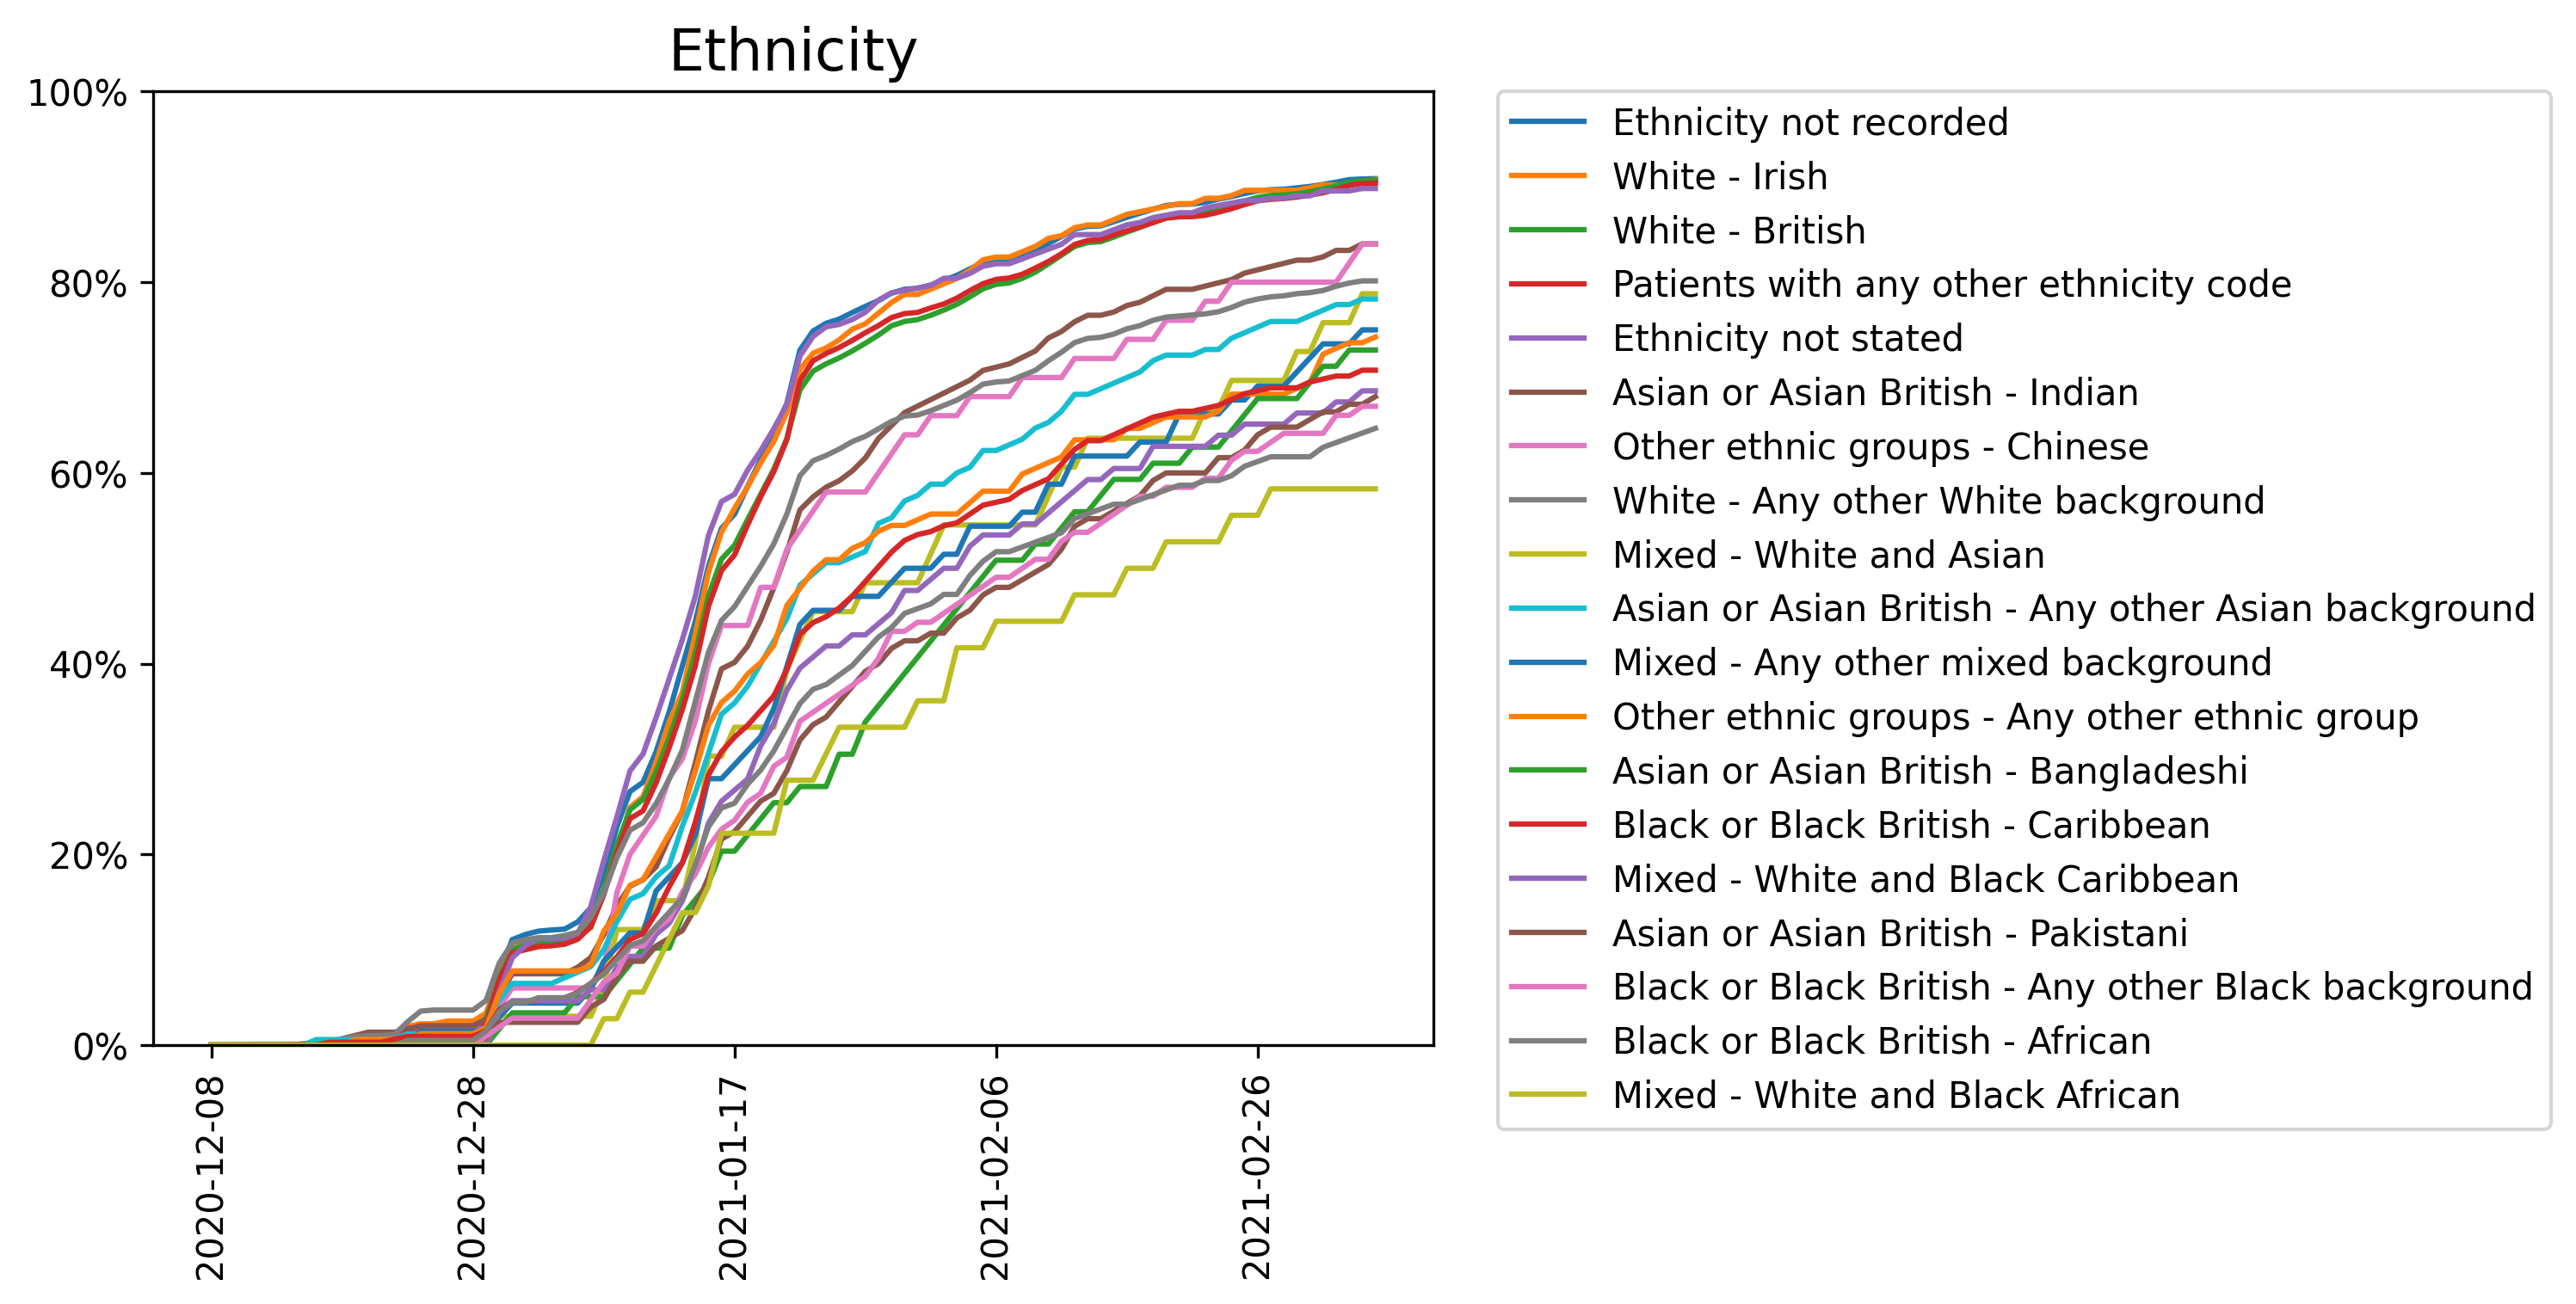 Ethnicity
100%
80%
60%
40%
20%
0%
2020-12-08
2020-12-28
2021-01-17
2021-02-06
2021-02-26
Ethnicity not recorded
White - Irish
White - British
Patients with any other ethnicity code
Ethnicity not stated
Asian or Asian British - Indian
Other ethnic groups - Chinese
White - Any other White background
Mixed - White and Asian
Asian or Asian British - Any other Asian background
Mixed - Any other mixed background
Other ethnic groups - Any other ethnic group
Asian or Asian British - Bangladeshi
Black or Black British - Caribbean
Mixed - White and Black Caribbean
Asian or Asian British - Pakistani
Black or Black British - Any other Black background
Black or Black British - African
Mixed - White and Black African